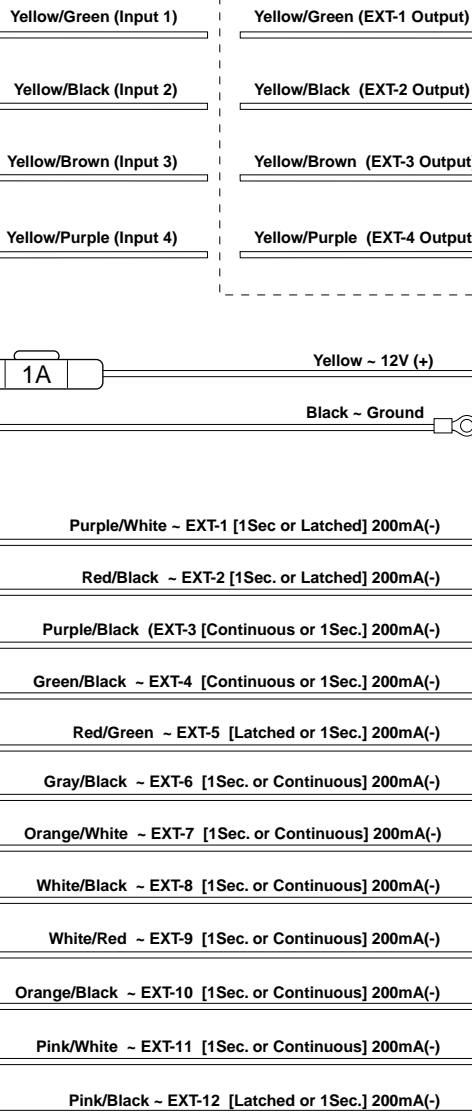 Yellow/Green (Input 1)
Yellow/Green (EXT-1 Output)
Yellow/Black (Input 2)
Yellow/Black (EXT-2 Output)
Yellow/Brown (Input 3)
Yellow/Brown (EXT-3 Output
Yellow/Purple (Input 4)
Yellow/Purple (EXT-4 Output
1A
Yellow ~ 12V (+)
Black ~ Ground
Purple/White ~ EXT-1 [1Sec or Latched] 200mA(-)
Red/Black ~ EXT-2 [1Sec. or Latched] 200mA(-)
Purple/Black (EXT-3 [Continuous or 1Sec.] 200mA(-)
Green/Black ~ EXT-4 [Continuous or 1Sec.] 200mA(-)
Red/Green ~ EXT-5 [Latched or 1Sec.] 200mA(-)
Gray/Black ~ EXT-6 [1Sec. or Continuous] 200mA(-)
Orange/White ~ EXT-7 [1Sec. or Continuous] 200mA(-)
White/Black ~ EXT-8 [1Sec. or Continuous] 200mA(-)
White/Red ~ EXT-9 [1Sec. or Continuous] 200mA(-)
Orange/Black ~ EXT-10 [1Sec. or Continuous] 200mA(-)
Pink/White ~ EXT-11 [1Sec. or Continuous] 200mA(-)
Pink/Black ~ EXT-12 [Latched or 1Sec.] 200mA(-)